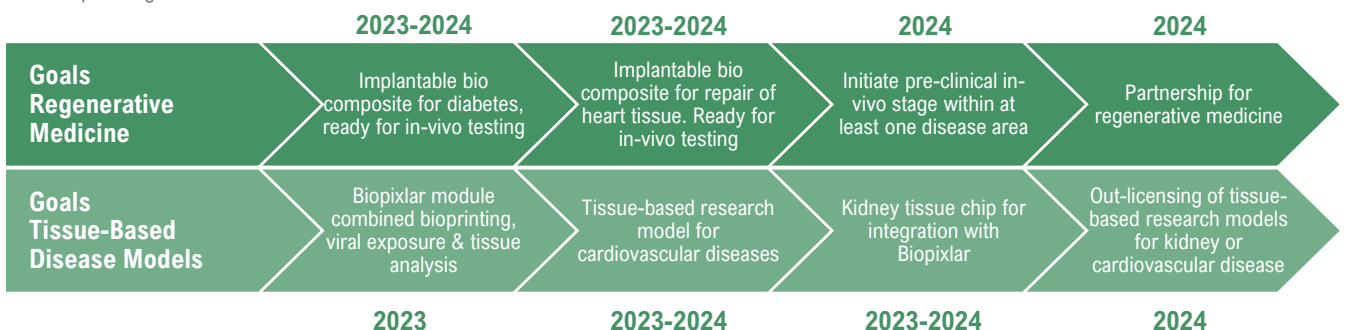 2023-2024
2023-2024
2024
2024
Goals
Regenerative
Medicine
Implantable bio
composite for diabetes,
ready for in-vivo testing
Implantable bio
composite for repair of
heart tissue. Ready for
in-vivo testing
Initiate pre-clinical in-
vivo stage within at
least one disease area
Partnership for
regenerative medicine
Goals
Tissue-Based
Disease Models
Biopixlar module
combined bioprinting,
viral exposure & tissue
analysis
Tissue-based research
model for
cardiovascular diseases
Kidney tissue chip for
integration with
Biopixlar
Out-licensing of tissue-
based research models
for kidney or
cardiovascular disease
2023
2023-2024
2023-2024
2024